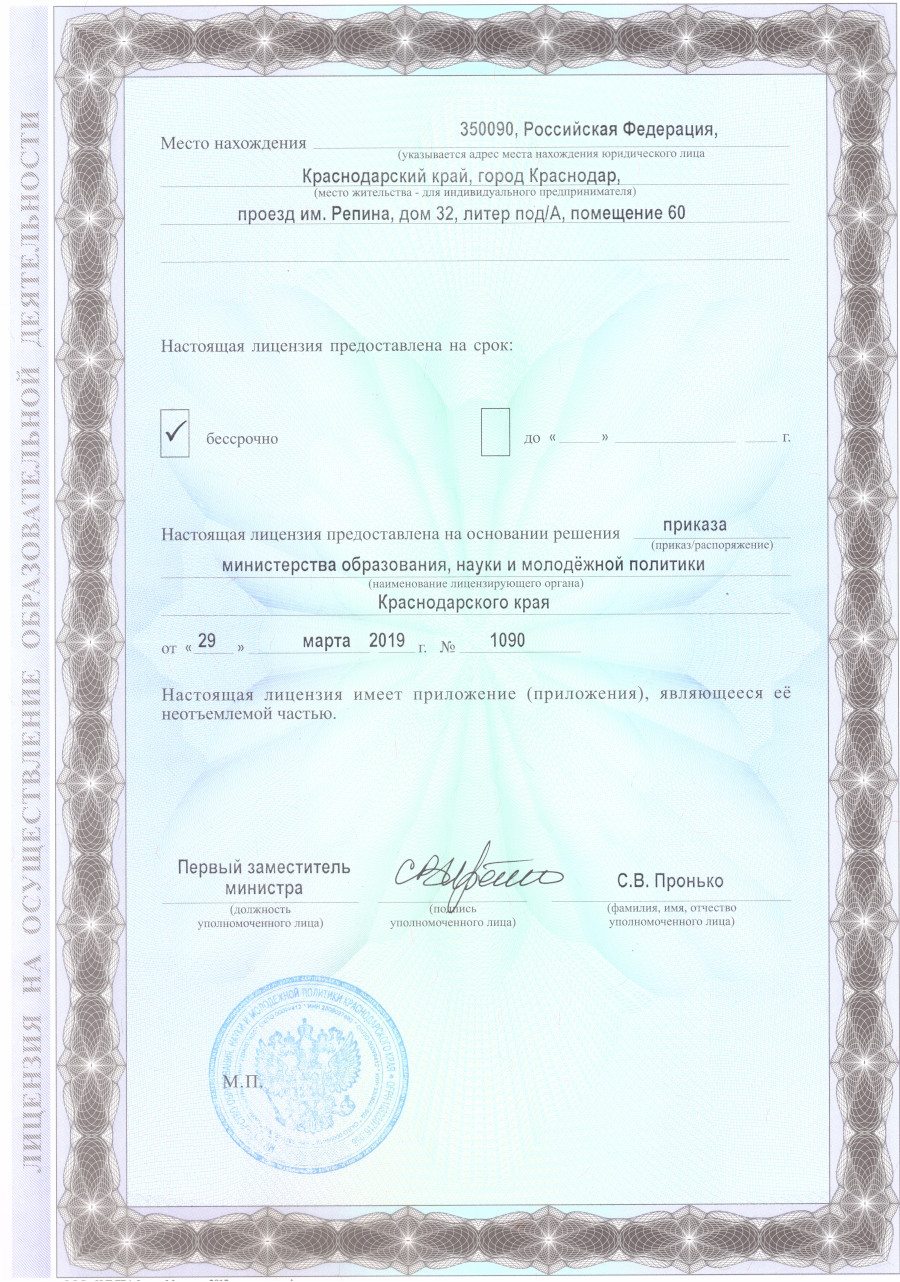 ЛИЦЕНЗИЯ НА ОСУЩЕСТВЛЕНИЕ ОБРАЗОВАТЕЛЬНОЙ ДЕЯТЕЛЬНОСТИ
Место нахождения 350090, Российская Федерация,
(указывается адрес места нахождения юридического лица
Краснодарский край, город Краснодар,
(место жительства - для индивидуального предпринимателя)
проезд им. Репина, дом 32, литер под/А, помещение 60
Настоящая лицензия предоставлена на срок:
✓ бессрочно до « » г.
Настоящая лицензия предоставлена на основании решения приказа
(приказ/распоряжение)
министерства образования, науки и молодёжной политики
(наименование лицензирующего органа)
Краснодарского края
от « 29 » марта 2019 г. № 1090
Настоящая лицензия имеет приложение (приложения), являющееся её
неотъемлемой частью.
Первый заместитель
министра
С.В. Пронько
(должность
уполномоченного лица)
(подпись
уполномоченного лица)
(фамилия, имя, отчество
уполномоченного лица)
НАУКИ И МОЛОДЕЖНОЙ ПОЛИТИКИ КРАСНОДАРСКОГО КРАЯ
М.П.